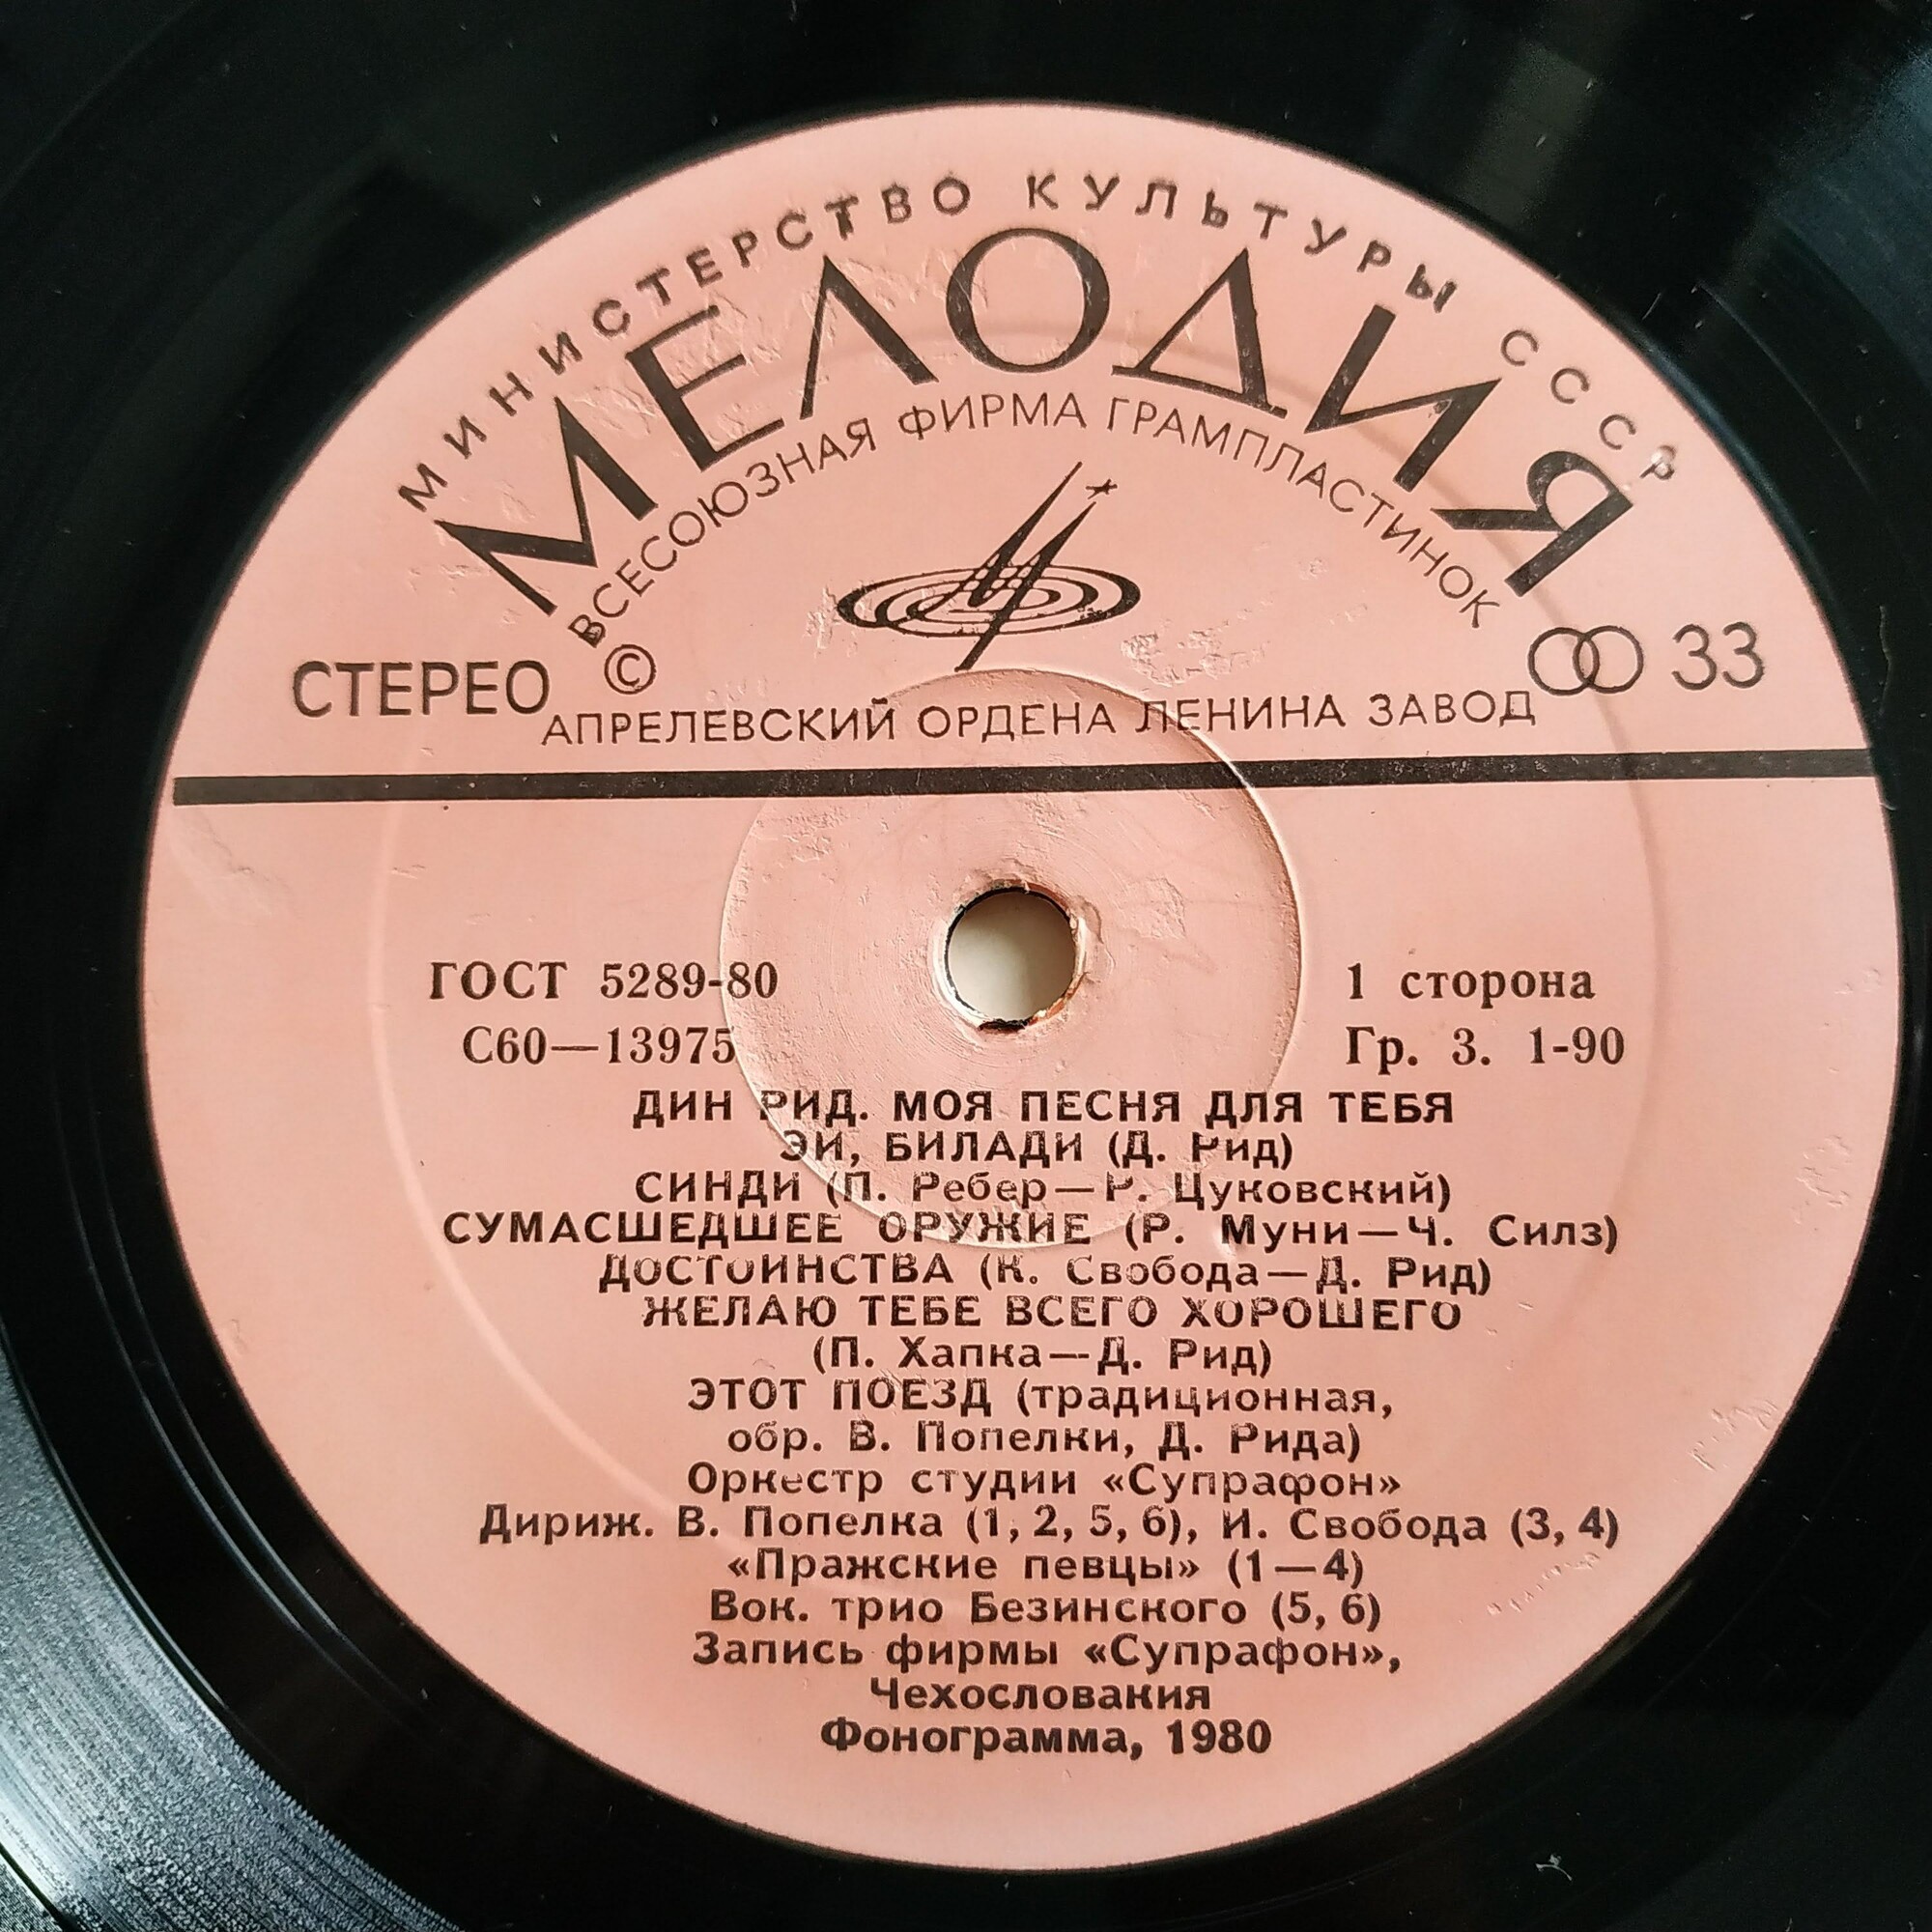 МИНИСТЕРСТВО КУЛЬТУРЫ СССР
МЕЛОДИЯ
ВСЕСОЮЗНАЯ ФИРМА ГРАМПЛАСТИНОК
СТЕРЕО © 33
АПРЕЛЕВСКИЙ ОРДЕНА ЛЕНИНА ЗАВОД
ГОСТ 5289-80 1 сторона
С60—13975 Гр. 3. 1-90
ДИН РИД. МОЯ ПЕСНЯ ДЛЯ ТЕБЯ
ЭЙ, БИЛАДИ (Д. Рид)
СИНДИ (П. Ребер—Р. Цуковский)
СУМАСШЕДШЕЕ ОРУЖИЕ (Р. Муни—Ч. Силз)
ДОСТОИНСТВА (К. Свобода—Д. Рид)
ЖЕЛАЮ ТЕБЕ ВСЕГО ХОРОШЕГО
(П. Хапка—Д. Рид)
ЭТОТ ПОЕЗД (традиционная,
обр. В. Попелки, Д. Рида)
Оркестр студии «Супрафон»
Дириж. В. Попелка (1, 2, 5, 6), И. Свобода (3, 4)
«Пражские певцы» (1—4)
Вок. трио Безинского (5, 6)
Запись фирмы «Супрафон»,
Чехословакия
Фонограмма, 1980